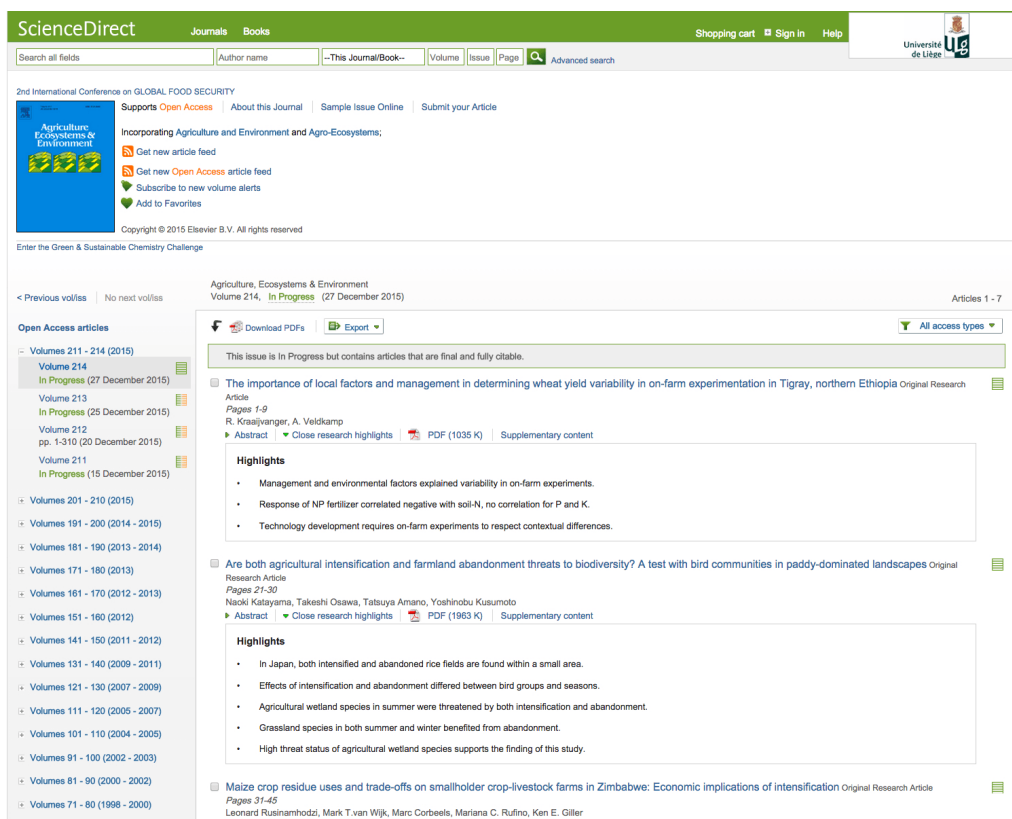 ScienceDirect
Journals Books
Shopping cart Sign in Help
Université de Liège
ULg
Search all fields
Author name
--This Journal/Book--
Volume
Issue
Page
Advanced search
2nd International Conference on GLOBAL FOOD SECURITY
Agriculture
Ecosystems &
Environment
Supports Open Access About this Journal Sample Issue Online Submit your Article
Incorporating Agriculture and Environment and Agro-Ecosystems;
Get new article feed
Get new Open Access article feed
Subscribe to new volume alerts
Add to Favorites
Copyright © 2015 Elsevier B.V. All rights reserved
Enter the Green & Sustainable Chemistry Challenge
< Previous vol/iss No next vol/iss
Agriculture, Ecosystems & Environment
Volume 214, In Progress (27 December 2015)
Articles 1 - 7
Open Access articles
Volumes 211 - 214 (2015)
Volume 214
In Progress (27 December 2015)
Volume 213
In Progress (25 December 2015)
Volume 212
pp. 1-310 (20 December 2015)
Volume 211
In Progress (15 December 2015)
Volumes 201 - 210 (2015)
Volumes 191 - 200 (2014 - 2015)
Volumes 181 - 190 (2013 - 2014)
Volumes 171 - 180 (2013)
Volumes 161 - 170 (2012 - 2013)
Volumes 151 - 160 (2012)
Volumes 141 - 150 (2011 - 2012)
Volumes 131 - 140 (2009 - 2011)
Volumes 121 - 130 (2007 - 2009)
Volumes 111 - 120 (2005 - 2007)
Volumes 101 - 110 (2004 - 2005)
Volumes 91 - 100 (2002 - 2003)
Volumes 81 - 90 (2000 - 2002)
Volumes 71 - 80 (1998 - 2000)
Download PDFs Export
All access types
This issue is In Progress but contains articles that are final and fully citable.
The importance of local factors and management in determining wheat yield variability in on-farm experimentation in Tigray, northern Ethiopia Original Research
Article
Pages 1-9
R. Kraaijvanger, A. Veldkamp
Abstract Close research highlights PDF (1035 K) Supplementary content
Highlights
• Management and environmental factors explained variability in on-farm experiments.
• Response of NP fertilizer correlated negative with soil-N, no correlation for P and K.
• Technology development requires on-farm experiments to respect contextual differences.
Are both agricultural intensification and farmland abandonment threats to biodiversity? A test with bird communities in paddy-dominated landscapes Original
Research Article
Pages 21-30
Naoki Katayama, Takeshi Osawa, Tatsuya Amano, Yoshinobu Kusumoto
Abstract Close research highlights PDF (1963 K) Supplementary content
Highlights
• In Japan, both intensified and abandoned rice fields are found within a small area.
• Effects of intensification and abandonment differed between bird groups and seasons.
• Agricultural wetland species in summer were threatened by both intensification and abandonment.
• Grassland species in both summer and winter benefited from abandonment.
• High threat status of agricultural wetland species supports the finding of this study.
Maize crop residue uses and trade-offs on smallholder crop-livestock farms in Zimbabwe: Economic implications of intensification Original Research Article
Pages 31-45
Leonard Rusinamhodzi, Mark T.van Wijk, Marc Corbeels, Mariana C. Rufino, Ken E. Giller